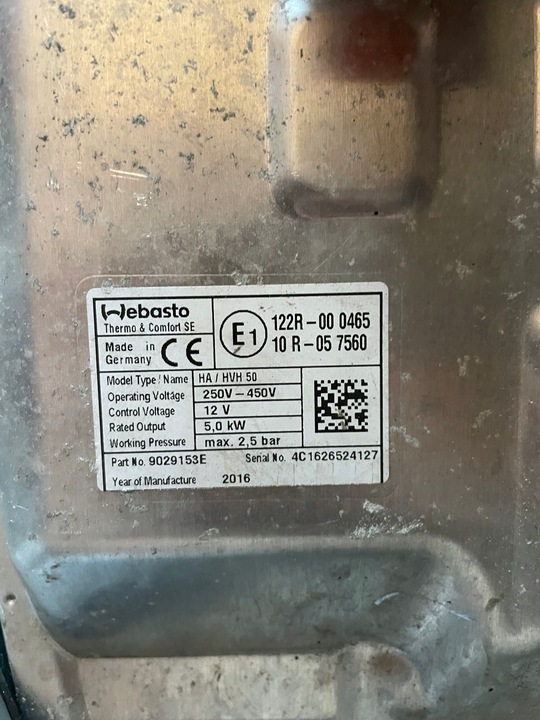 Webasto
Thermo & Comfort SE
Made in
Germany
CE
E1
122R-00 0465
10 R-05 7560
Model Type / Name HA / HVH 50
Operating Voltage 250V-450V
Control Voltage 12 V
Rated Output 5,0 kW
Working Pressure max. 2,5 bar
Part No. 9029153E Serial No. 4C1626524127
Year of Manufacture 2016